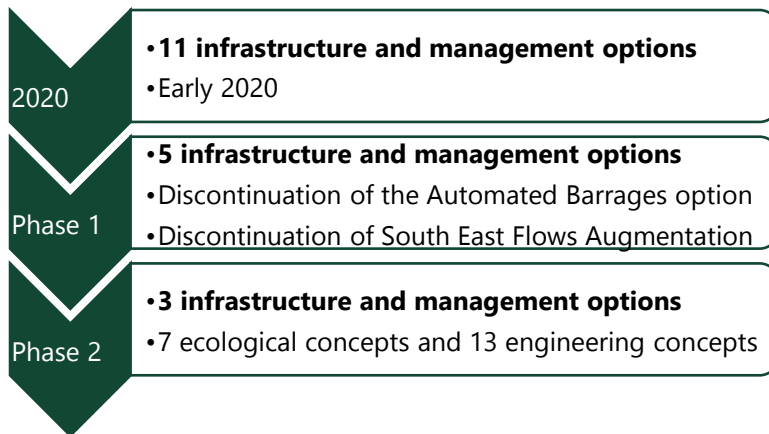 2020
•11 infrastructure and management options
•Early 2020
Phase 1
•5 infrastructure and management options
•Discontinuation of the Automated Barrages option
•Discontinuation of South East Flows Augmentation
Phase 2
•3 infrastructure and management options
•7 ecological concepts and 13 engineering concepts